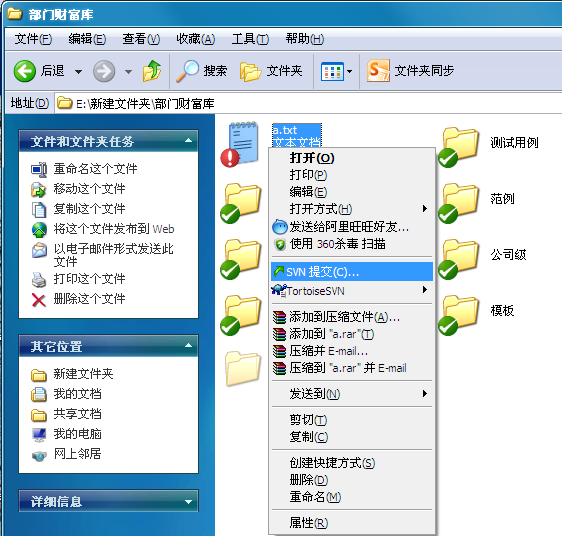 部门财富库
文件(F) 编辑(E) 查看(V) 收藏(A) 工具(T) 帮助(H)
后退 搜索 文件夹 文件夹同步
地址(D) E:\新建文件夹\部门财富库
文件和文件夹任务
重命名这个文件
移动这个文件
复制这个文件
将这个文件发布到 Web
以电子邮件形式发送此
文件
打印这个文件
删除这个文件
其它位置
新建文件夹
我的文档
共享文档
我的电脑
网上邻居
详细信息
a.txt
文本文档
打开(O)
打印(P)
编辑(E)
打开方式(H)
发送给阿里旺旺好友...
使用 360杀毒 扫描
SVN 提交(C)...
TortoiseSVN
添加到压缩文件(A)...
添加到 "a.rar"(T)
压缩并 E-mail...
压缩到 "a.rar" 并 E-mail
发送到(N)
剪切(T)
复制(C)
创建快捷方式(S)
删除(D)
重命名(M)
属性(R)
测试用例
范例
公司级
模板